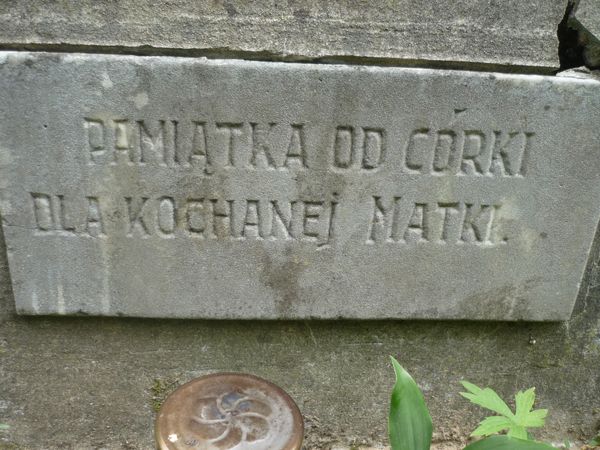 PAMIĄTKA OD CÓRKI
DLA KOCHANEJ MATKI.